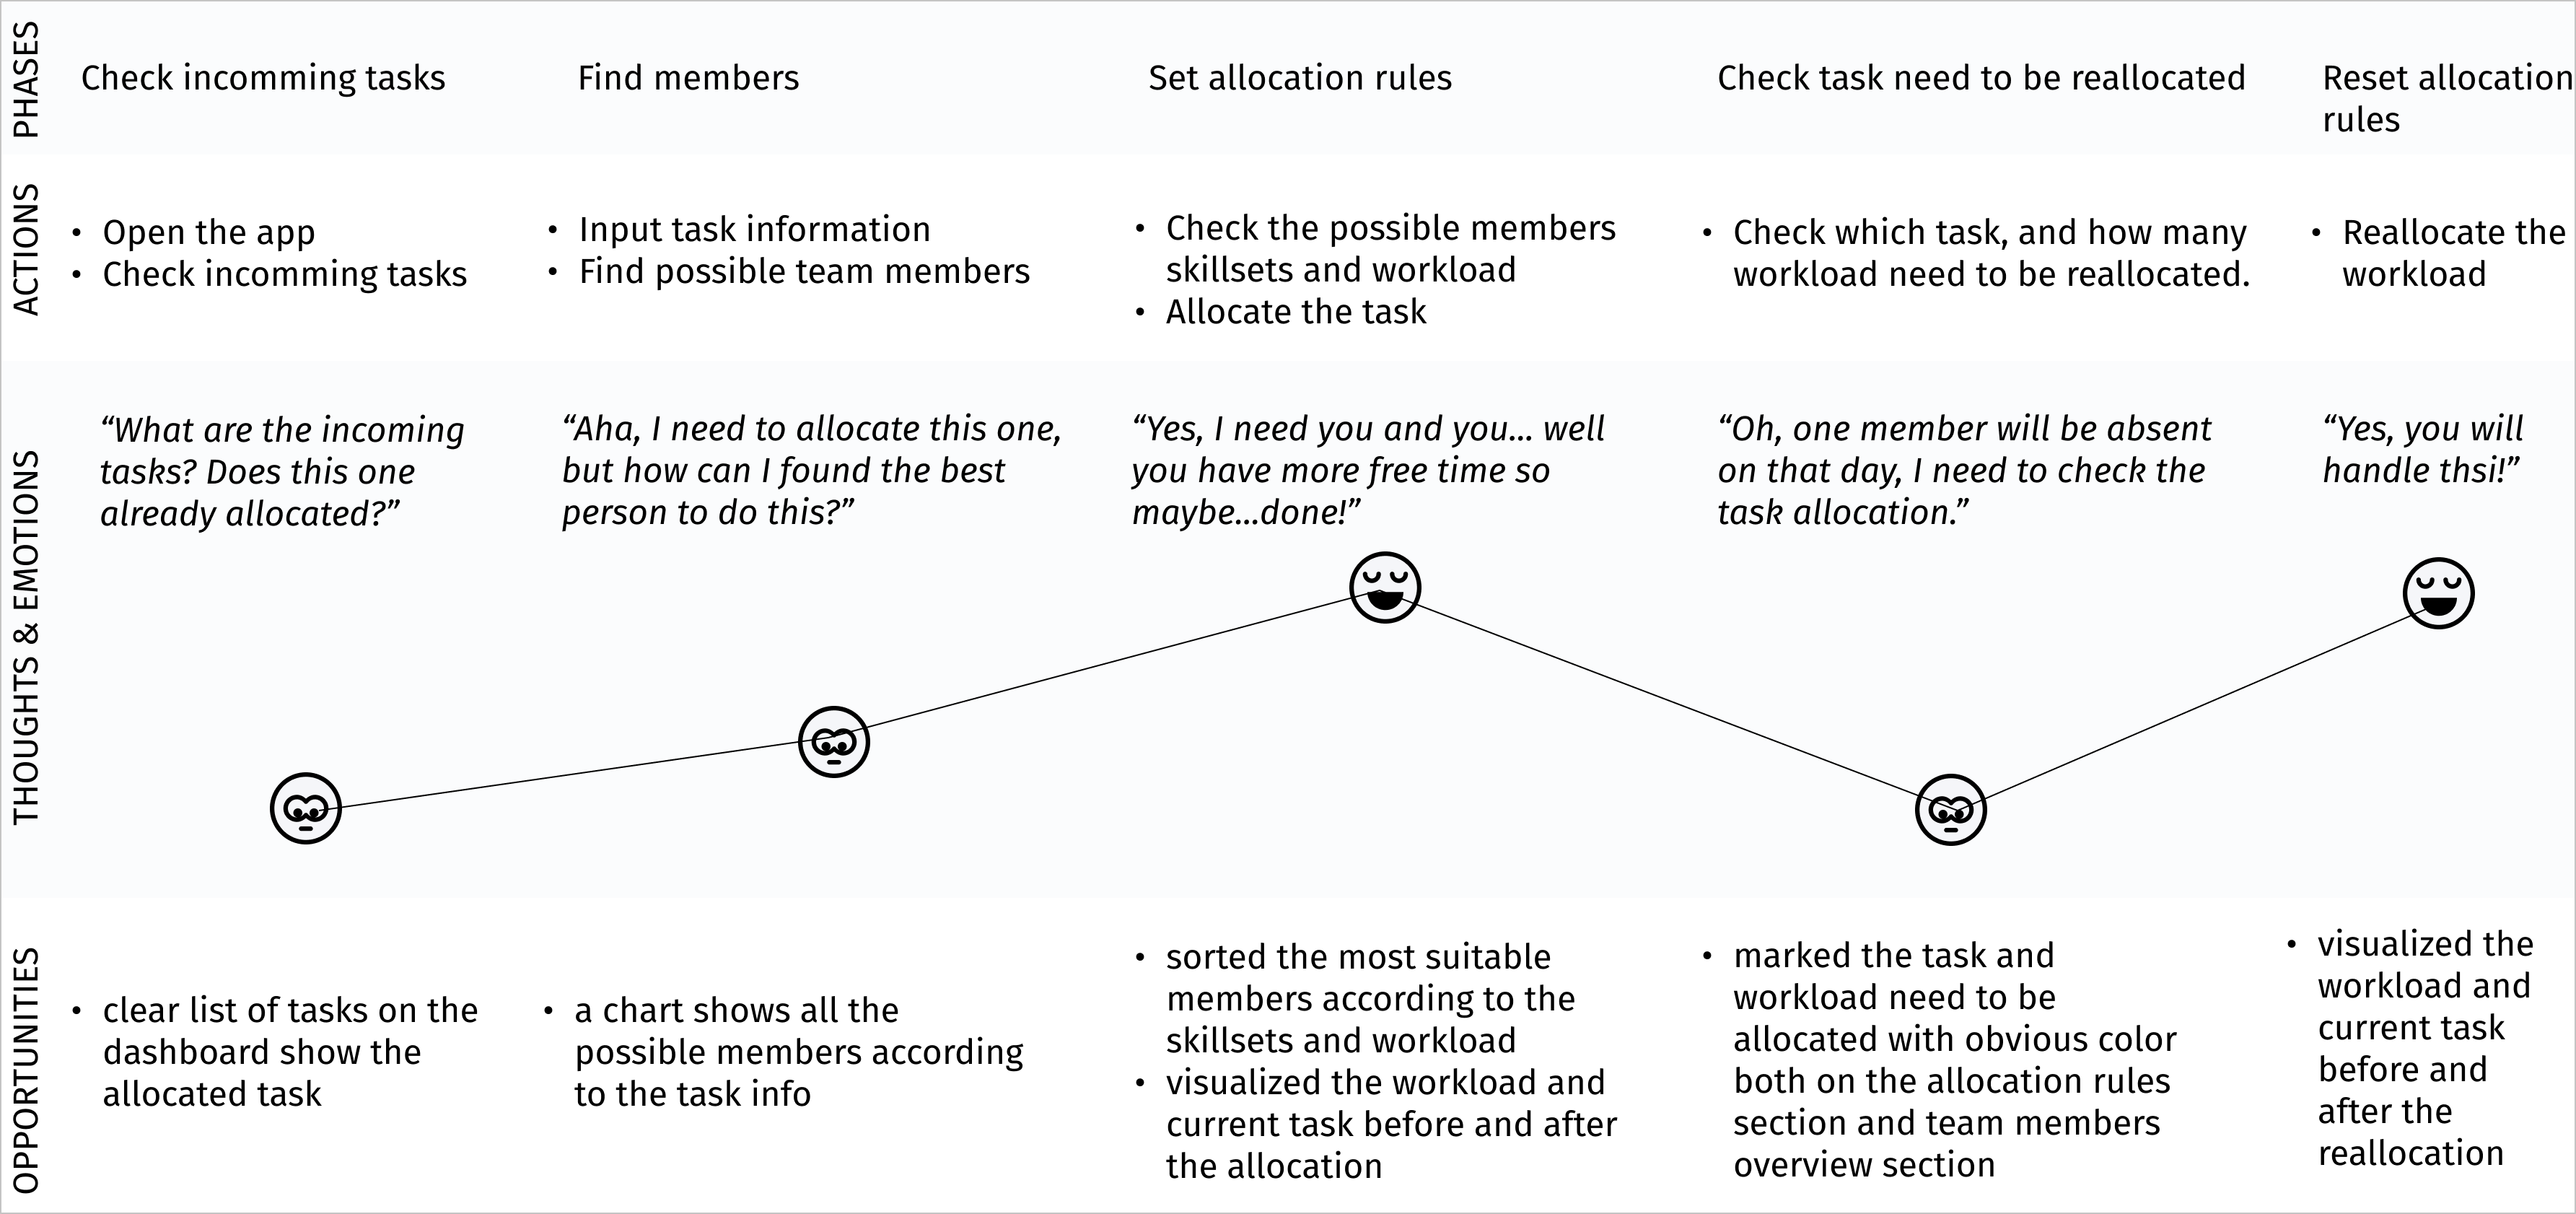 PHASES
Check incomming tasks
Find members
Set allocation rules
Check task need to be reallocated
Reset allocation
rules
ACTIONS
• Open the app
• Check incomming tasks
• Input task information
• Find possible team members
• Check the possible members
skillsets and workload
• Allocate the task
• Check which task, and how many
workload need to be reallocated.
• Reallocate the
workload
THOUGHTS & EMOTIONS
“What are the incoming
tasks? Does this one
already allocated?”
“Aha, I need to allocate this one,
but how can I found the best
person to do this?”
“Yes, I need you and you... well
you have more free time so
maybe...done!”
“Oh, one member will be absent
on that day, I need to check the
task allocation.”
“Yes, you will
handle thsi!”
OPPORTUNITIES
• clear list of tasks on the
dashboard show the
allocated task
• a chart shows all the
possible members according
to the task info
• sorted the most suitable
members according to the
skillsets and workload
• visualized the workload and
current task before and after
the allocation
• marked the task and
workload need to be
allocated with obvious color
both on the allocation rules
section and team members
overview section
• visualized the
workload and
current task
before and
after the
reallocation